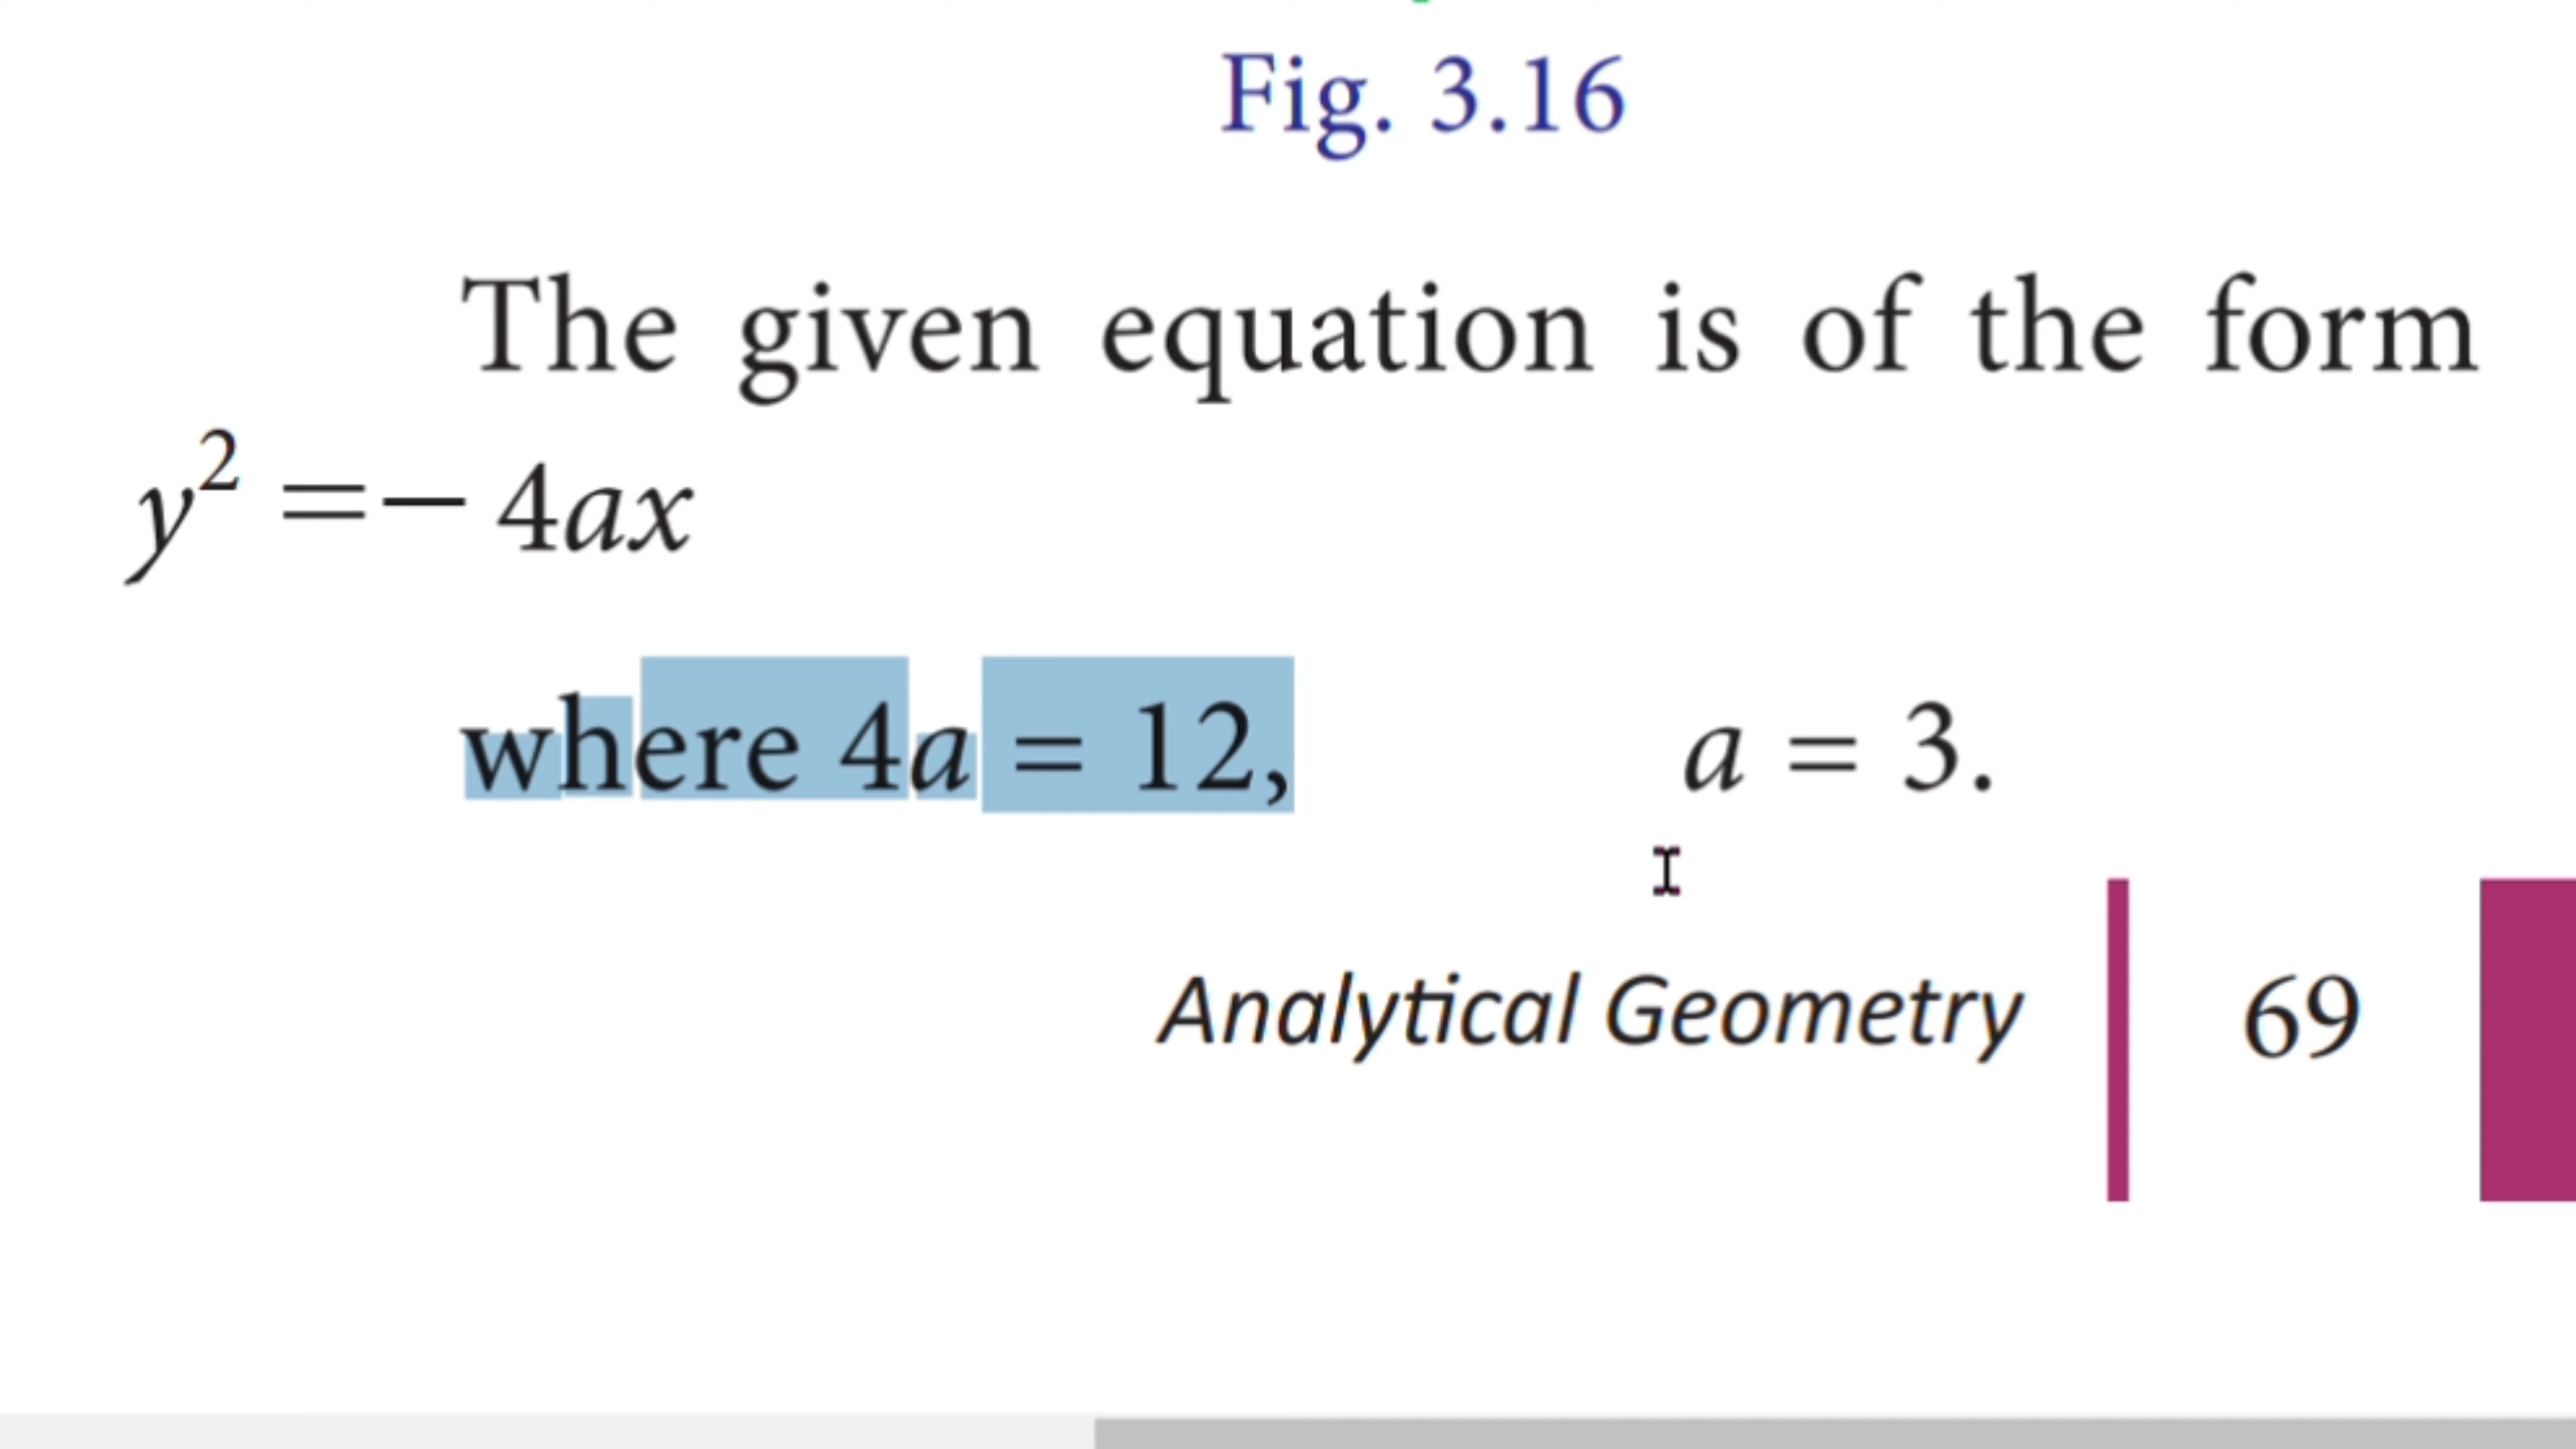 Fig. 3.16
The given equation is of the form
y² =− 4ax
where 4a = 12, a = 3.
Analytical Geometry 69